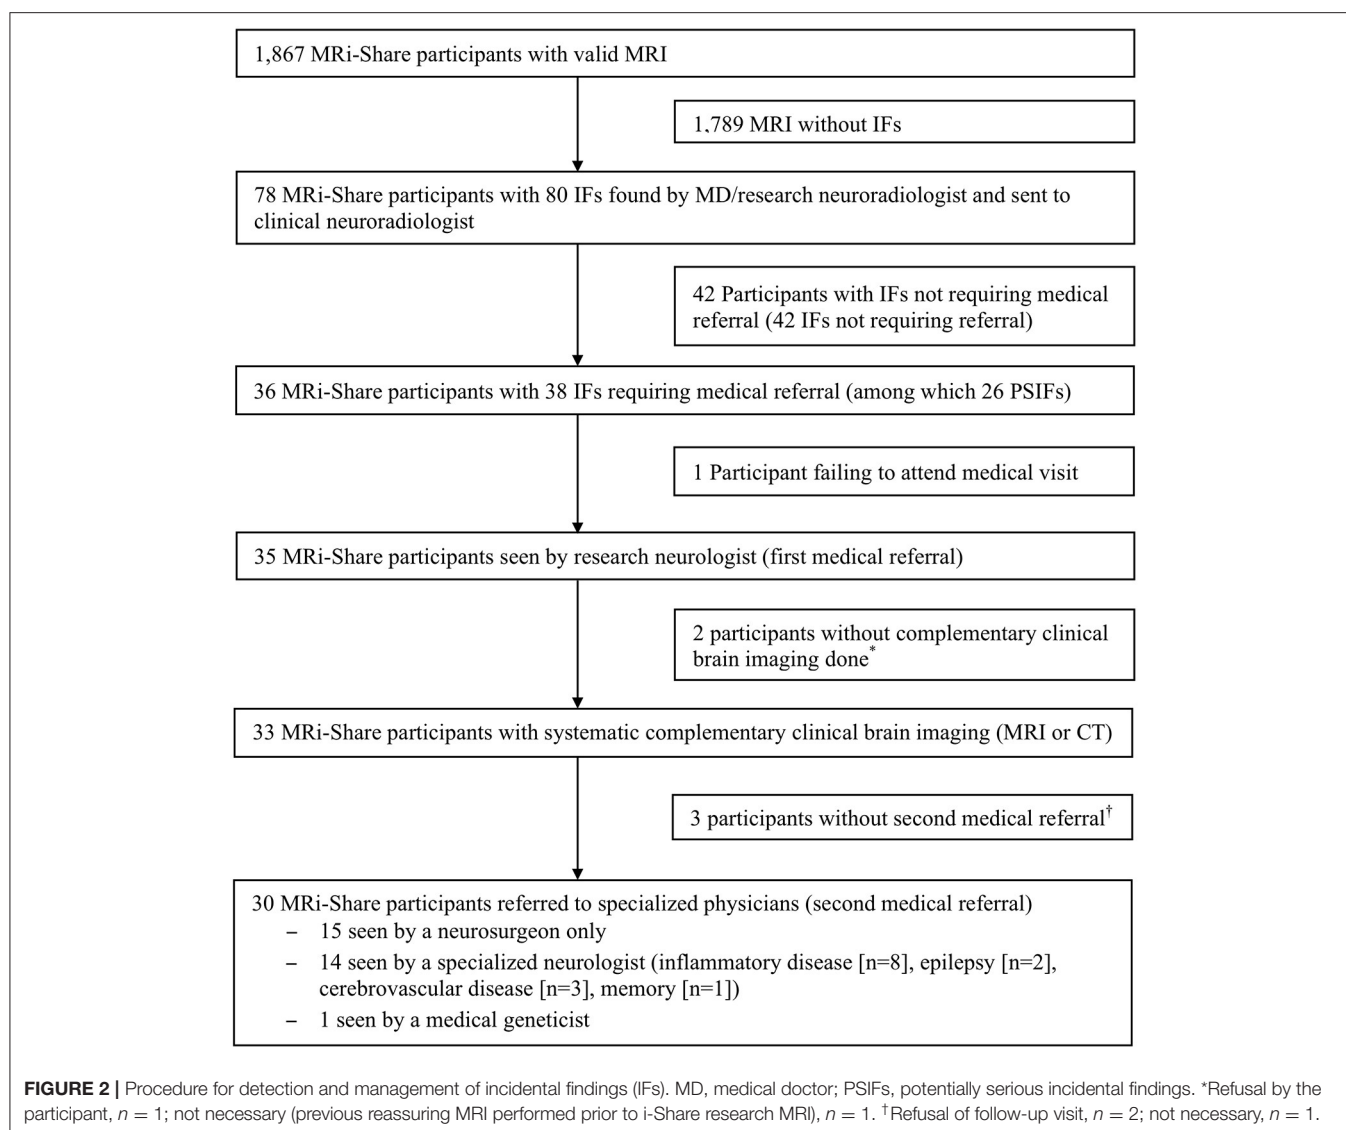 1,867 MRi-Share participants with valid MRI
1,789 MRI without IFs
78 MRi-Share participants with 80 IFs found by MD/research neuroradiologist and sent to
clinical neuroradiologist
42 Participants with IFs not requiring medical
referral (42 IFs not requiring referral)
36 MRi-Share participants with 38 IFs requiring medical referral (among which 26 PSIFs)
1 Participant failing to attend medical visit
35 MRi-Share participants seen by research neurologist (first medical referral)
2 participants without complementary clinical
brain imaging done*
33 MRi-Share participants with systematic complementary clinical brain imaging (MRI or CT)
3 participants without second medical referral†
30 MRi-Share participants referred to specialized physicians (second medical referral)
– 15 seen by a neurosurgeon only
– 14 seen by a specialized neurologist (inflammatory disease [n=8], epilepsy [n=2],
cerebrovascular disease [n=3], memory [n=1])
– 1 seen by a medical geneticist
FIGURE 2 | Procedure for detection and management of incidental findings (IFs). MD, medical doctor; PSIFs, potentially serious incidental findings. *Refusal by the
participant, n = 1; not necessary (previous reassuring MRI performed prior to i-Share research MRI), n = 1. †Refusal of follow-up visit, n = 2; not necessary, n = 1.